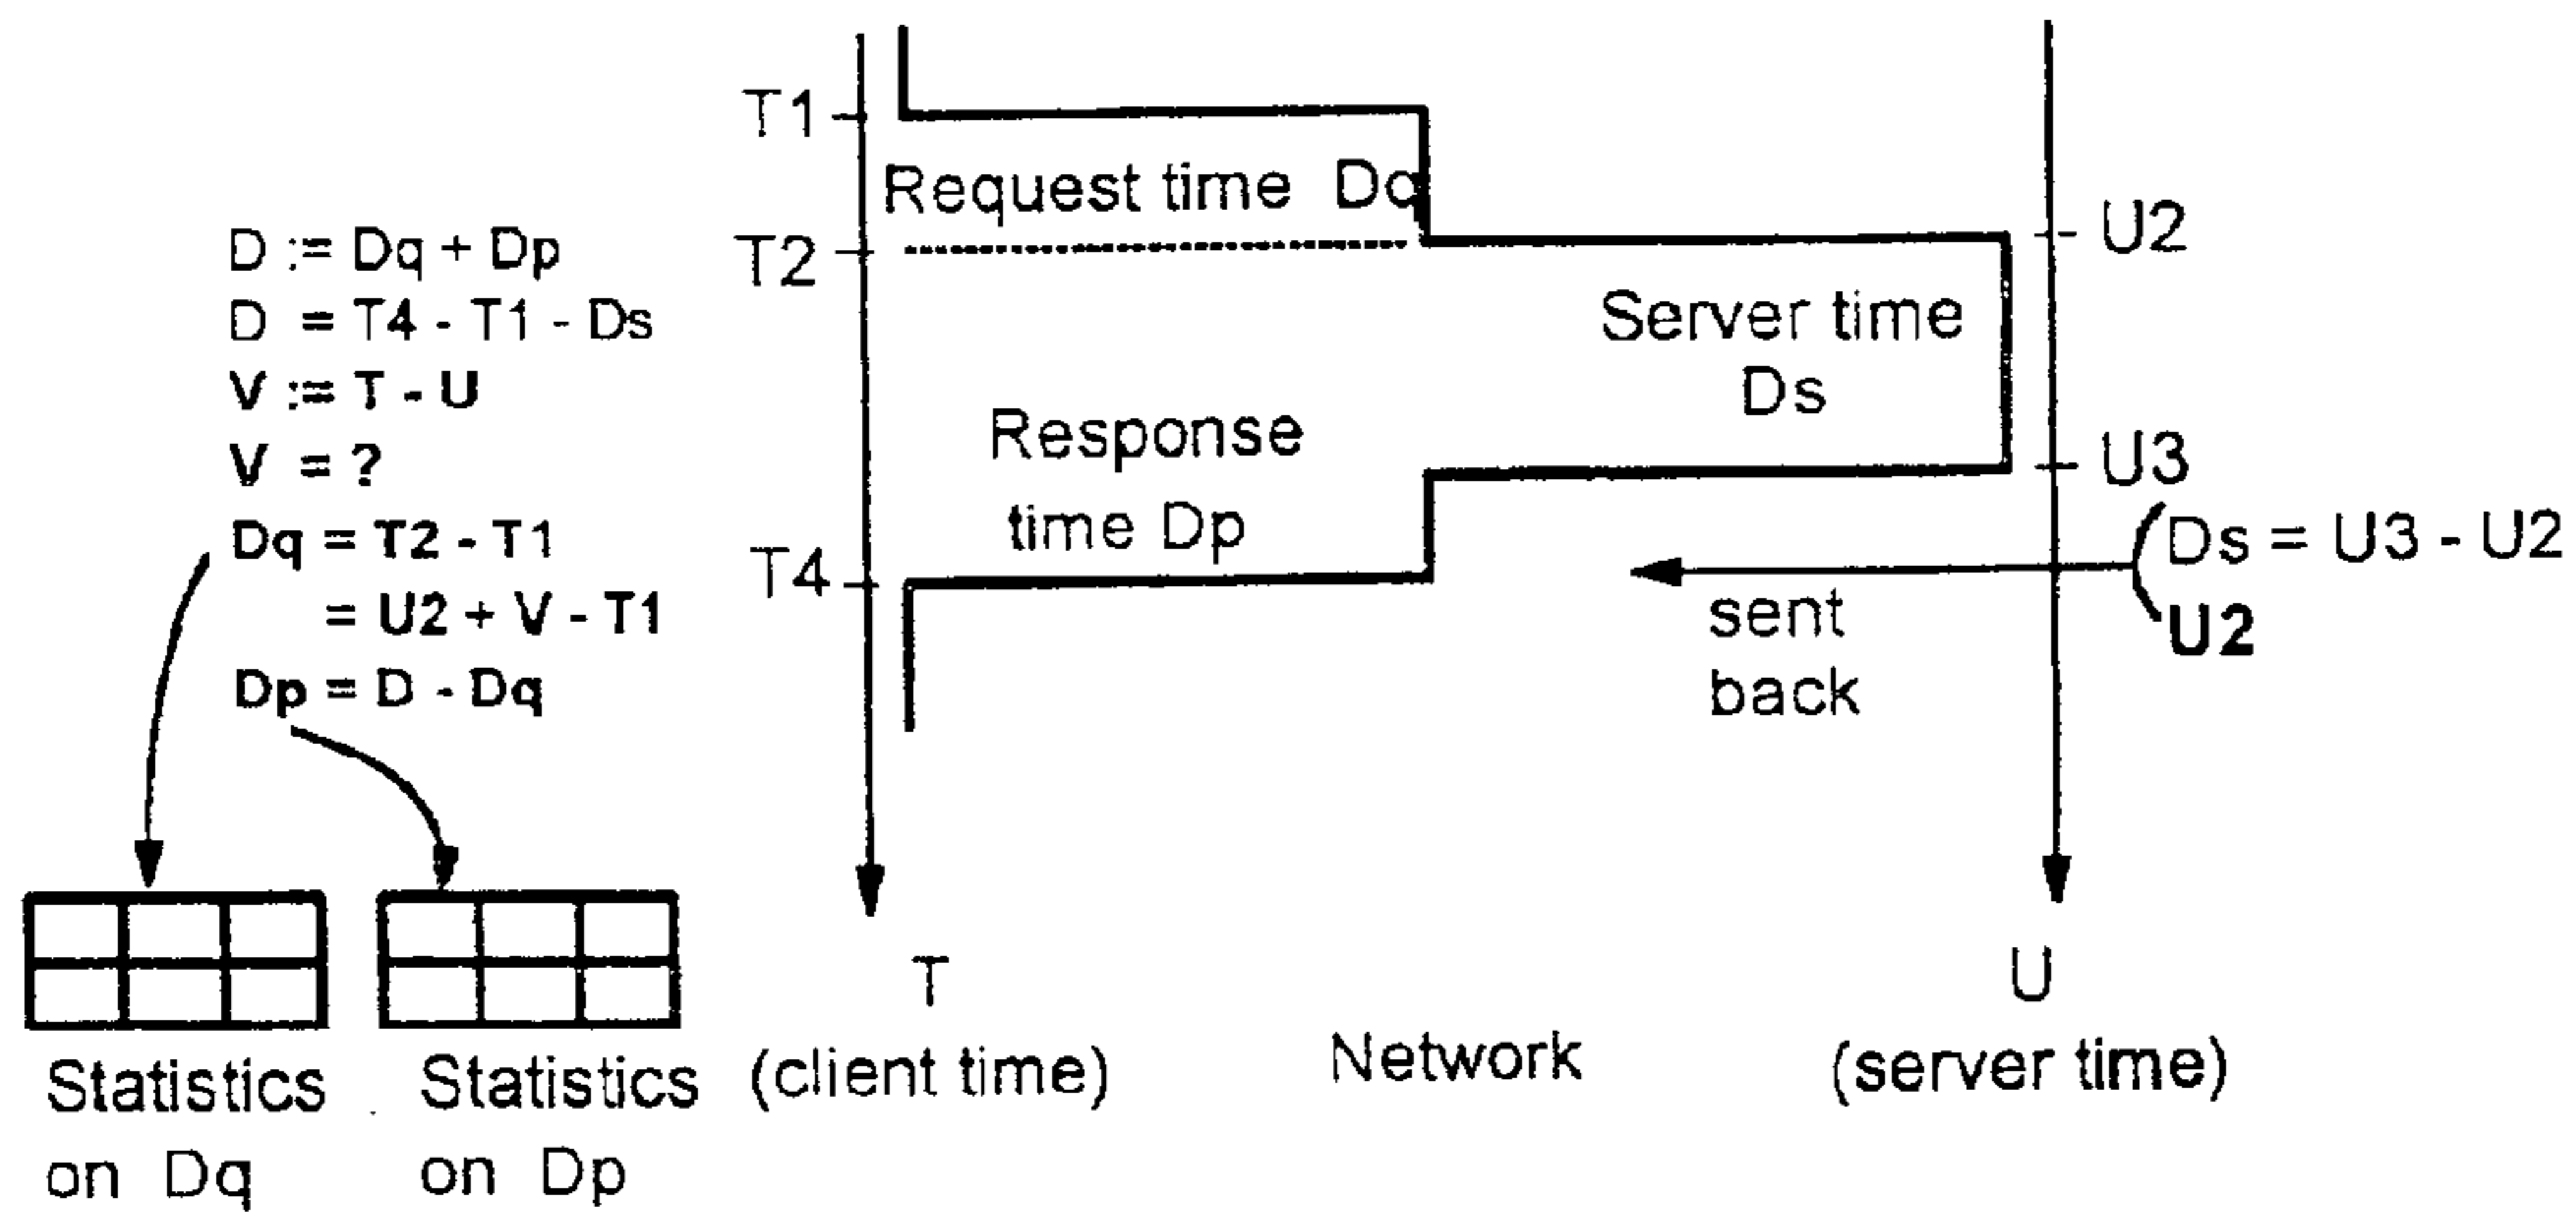 D := Dq + Dp
D = T4 - T1 - Ds
V := T - U
V = ?
Dq = T2 - T1
= U2 + V - T1
Dp = D - Dq
Statistics
on Dq
Statistics
on Dp
T1
Request time Dq
T2
Response
time Dp
T4
T
(client time)
Network
Server time
Ds
sent
back
U2
U3
Ds = U3 - U2
U2
U
(server time)